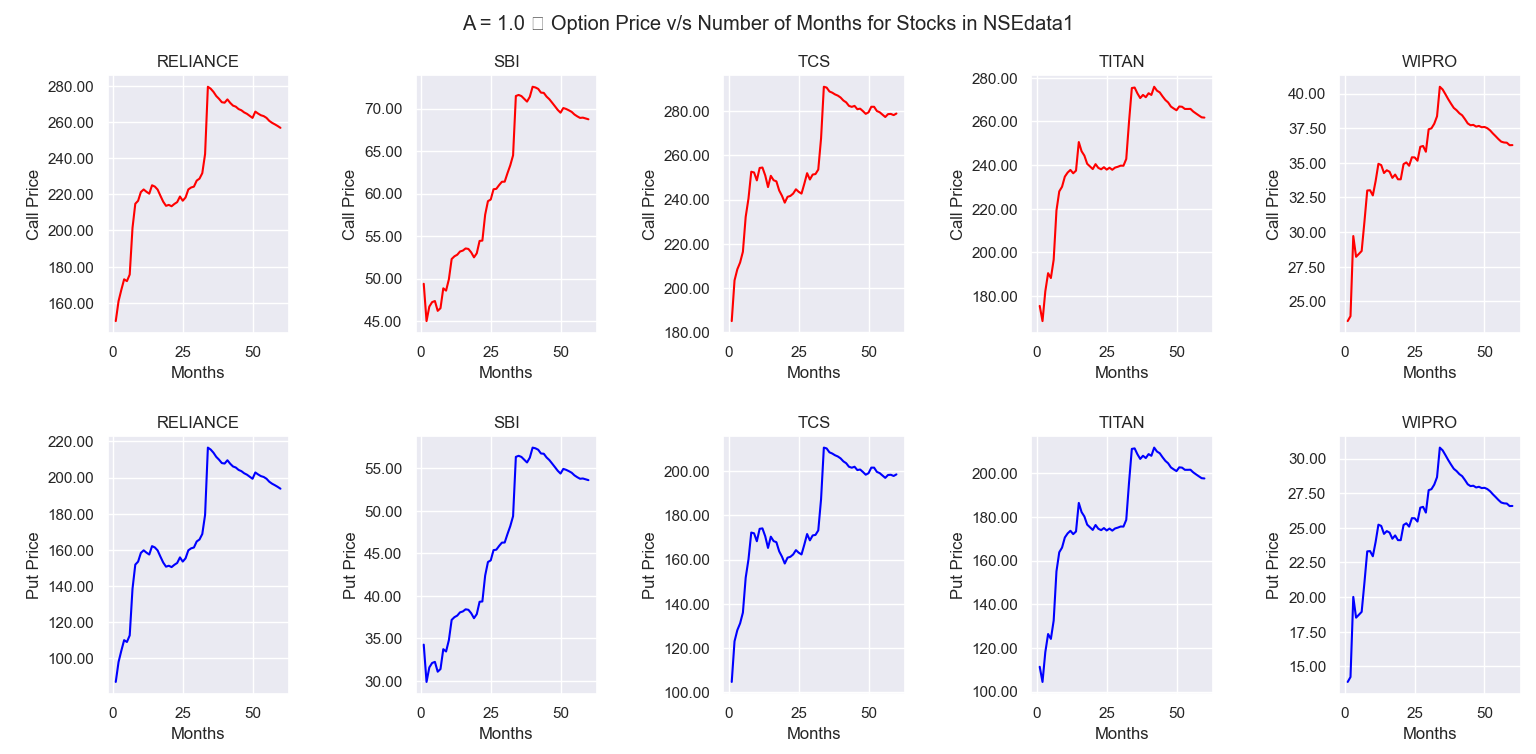 A = 1.0 □ Option Price v/s Number of Months for Stocks in NSEdata1
RELIANCE
280.00
260.00
240.00
220.00
200.00
180.00
160.00
Call Price
0 25 50
Months
SBI
70.00
65.00
60.00
55.00
50.00
45.00
Call Price
0 25 50
Months
TCS
280.00
260.00
240.00
220.00
200.00
180.00
Call Price
0 25 50
Months
TITAN
280.00
260.00
240.00
220.00
200.00
180.00
Call Price
0 25 50
Months
WIPRO
40.00
37.50
35.00
32.50
30.00
27.50
25.00
Call Price
0 25 50
Months
RELIANCE
220.00
200.00
180.00
160.00
140.00
120.00
100.00
Put Price
0 25 50
Months
SBI
55.00
50.00
45.00
40.00
35.00
30.00
Put Price
0 25 50
Months
TCS
200.00
180.00
160.00
140.00
120.00
100.00
Put Price
0 25 50
Months
TITAN
200.00
180.00
160.00
140.00
120.00
100.00
Put Price
0 25 50
Months
WIPRO
30.00
27.50
25.00
22.50
20.00
17.50
15.00
Put Price
0 25 50
Months